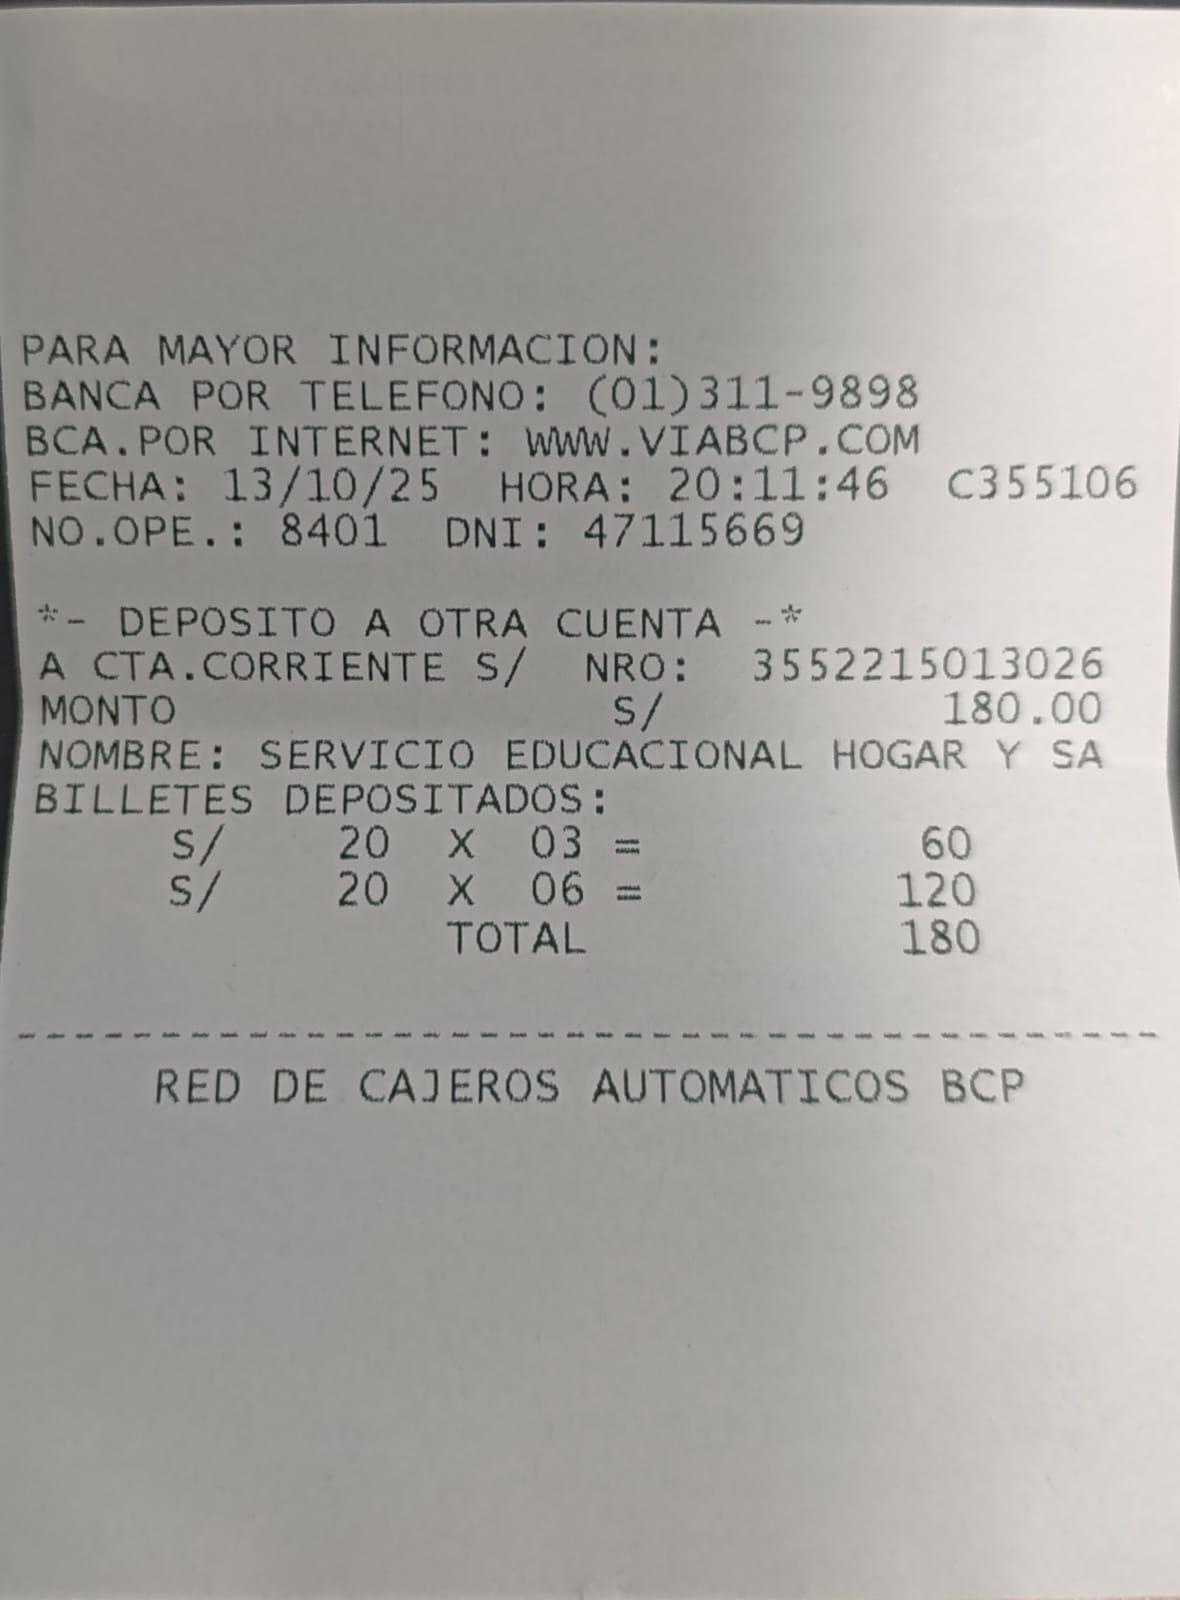 PARA MAYOR INFORMACION:
BANCA POR TELEFONO: (01)311-9898
BCA.POR INTERNET: WWW.VIABCP.COM
FECHA: 13/10/25 HORA: 20:11:46 C355106
NO.OPE.: 8401 DNI: 47115669
*- DEPOSITO A OTRA CUENTA -*
A CTA.CORRIENTE S/ NRO: 3552215013026
MONTO S/ 180.00
NOMBRE: SERVICIO EDUCACIONAL HOGAR Y SA
BILLETES DEPOSITADOS:
S/ 20 X 03 = 60
S/ 20 X 06 = 120
TOTAL 180
----------------------------------------
RED DE CAJEROS AUTOMATICOS BCP